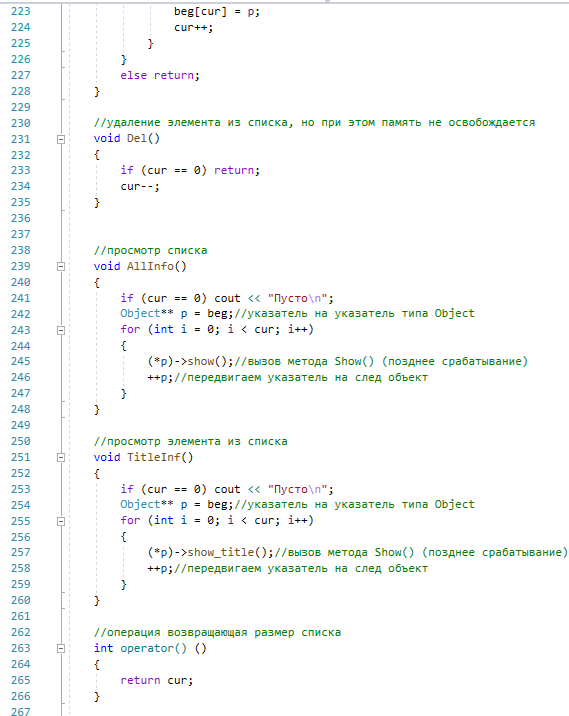 223 beg[cur] = p;
224 cur++;
225 }
226 }
227 else return;
228 }
229
230 //удаление элемента из списка, но при этом память не освобождается
231 void Del()
232 {
233 if (cur == 0) return;
234 cur--;
235 }
236
237
238 //просмотр списка
239 void AllInfo()
240 {
241 if (cur == 0) cout << "Пусто\n";
242 Object** p = beg;//указатель на указатель типа Object
243 for (int i = 0; i < cur; i++)
244 {
245 (*p)->show();//вызов метода Show() (позднее срабатывание)
246 ++p;//передвигаем указатель на след объект
247 }
248 }
249
250 //просмотр элемента из списка
251 void TitleInf()
252 {
253 if (cur == 0) cout << "Пусто\n";
254 Object** p = beg;//указатель на указатель типа Object
255 for (int i = 0; i < cur; i++)
256 {
257 (*p)->show_title();//вызов метода Show() (позднее срабатывание)
258 ++p;//передвигаем указатель на след объект
259 }
260 }
261
262 //операция возвращающая размер списка
263 int operator() ()
264 {
265 return cur;
266 }
267